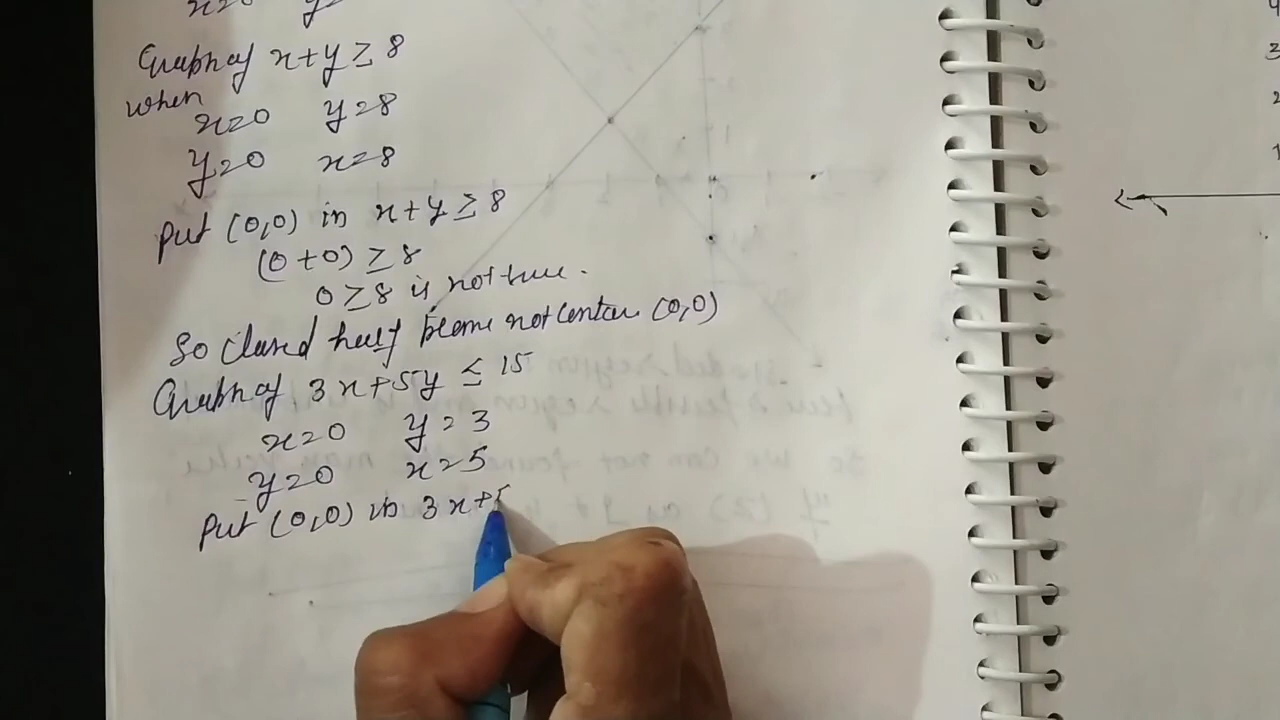 x=0 y=
Graph of x+y ≥ 8
when
x=0 y=8
y=0 x=8
Put (0,0) in x+y ≥ 8
(0+0) ≥ 8
0 ≥ 8 is not true.
So closed half plane not contain (0,0)
Graph of 3x+5y ≤ 15
x=0 y=3
y=0 x=5
Put (0,0) in 3x+5